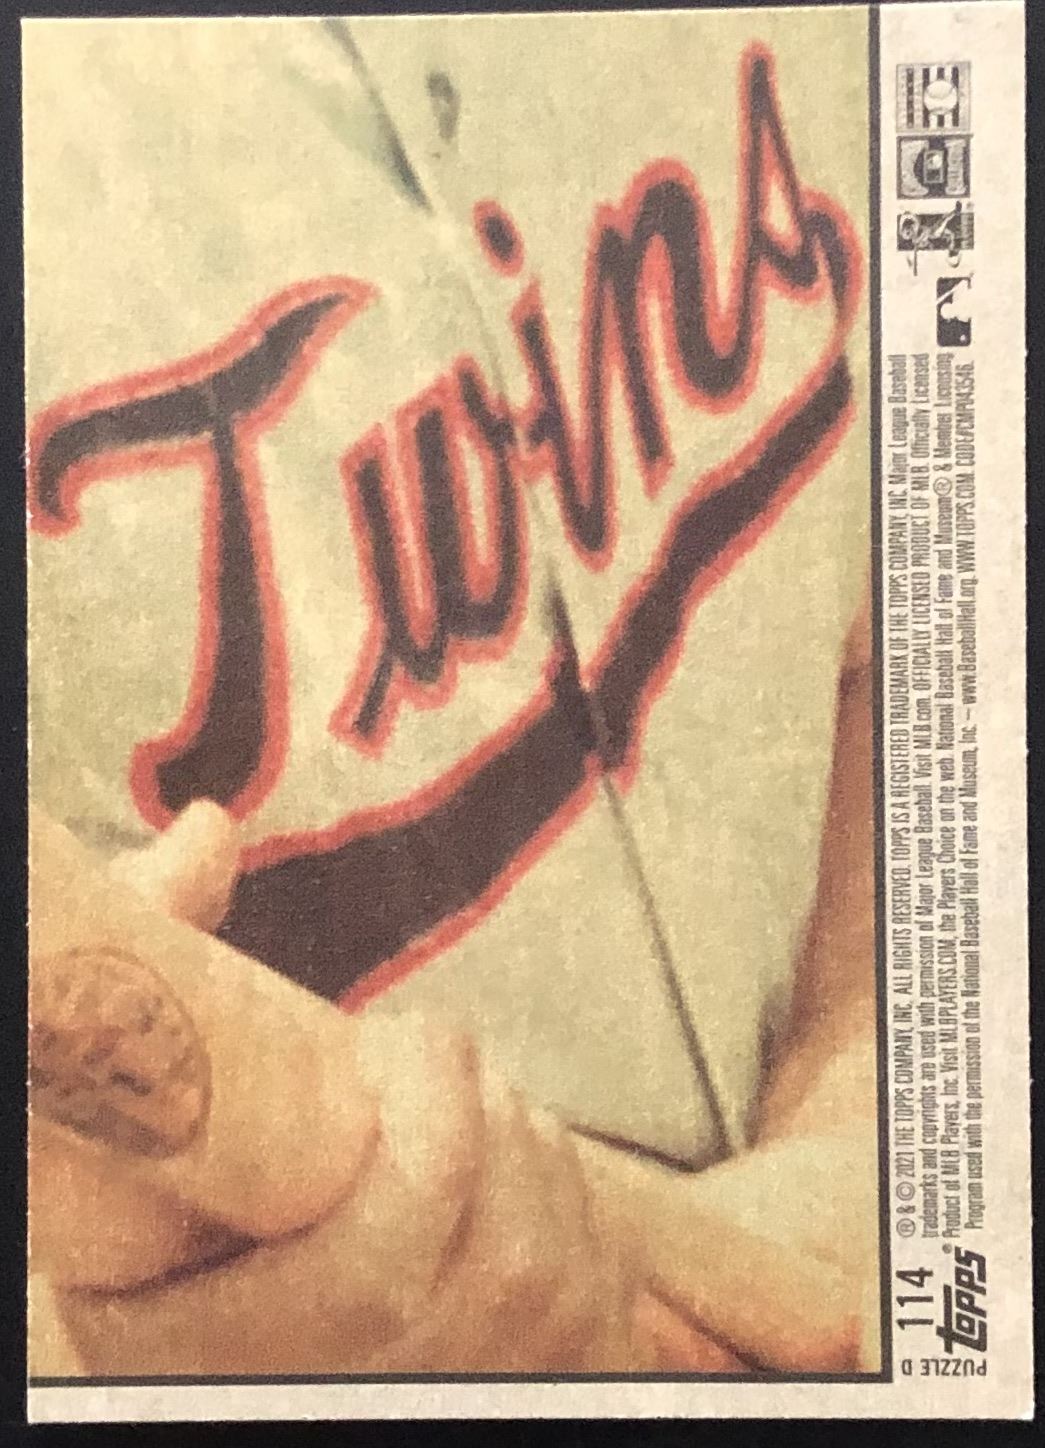 Twins
® & © 2021 THE TOPPS COMPANY, INC. ALL RIGHTS RESERVED. TOPPS IS A REGISTERED TRADEMARK OF THE TOPPS COMPANY, INC. Major League Baseball
trademarks and copyrights are used with permission of Major League Baseball. Visit MLB.com. OFFICIALLY LICENSED PRODUCT OF MLB. Officially Licensed
Product of MLB Players, Inc. Visit MLBPLAYERS.COM, the Players Choice on the web. National Baseball Hall of Fame and Museum® & Member Licensing
Program used with the permission of the National Baseball Hall of Fame and Museum, Inc. – www.BaseballHall.org. WWW.TOPPS.COM. CODE#CMP043546.
114
topps®
PUZZLE D